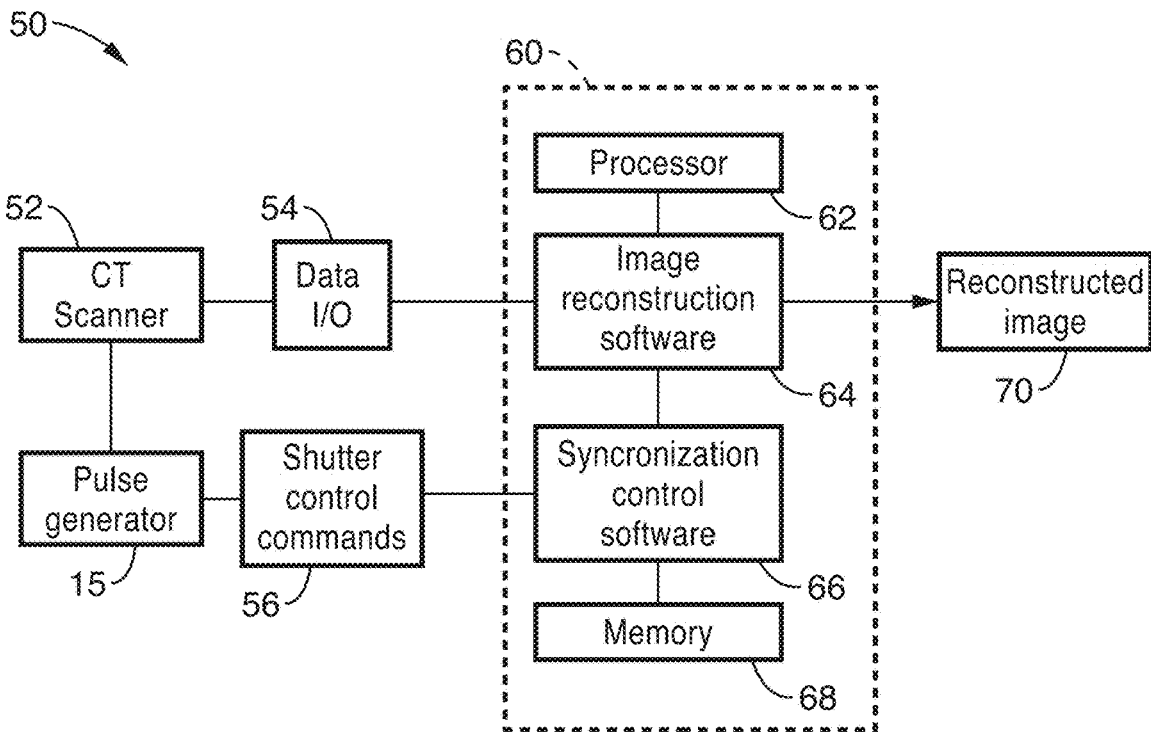 50
60
Processor
62
52
54
CT
Scanner
Data
I/O
Image
reconstruction
software
64
Reconstructed
image
70
Pulse
generator
15
Shutter
control
commands
56
Syncronization
control
software
66
Memory
68